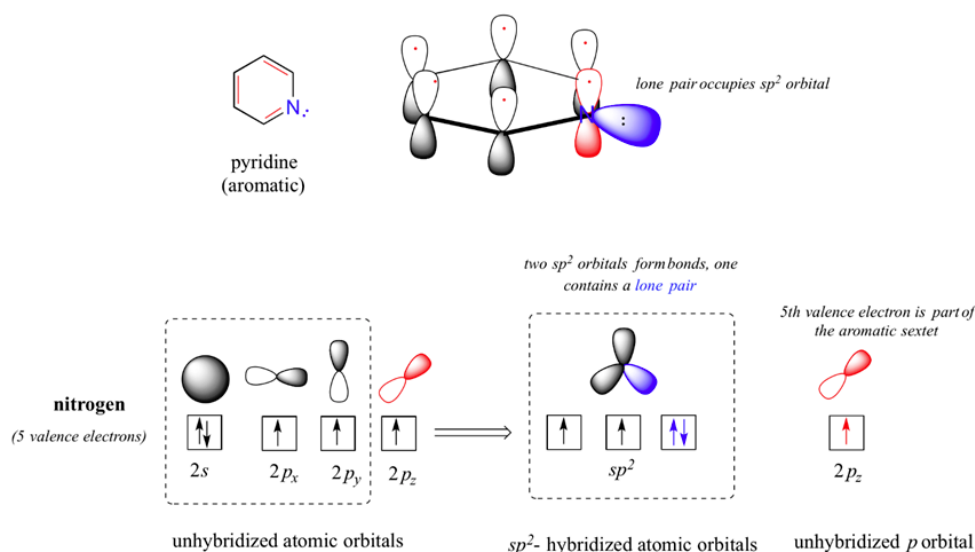 N:
pyridine
(aromatic)
N
:
lone pair occupies sp² orbital
two sp² orbitals form bonds, one
contains a lone pair
5th valence electron is part of
the aromatic sextet
nitrogen
(5 valence electrons)
2s
2px
2py
2pz
sp²
2pz
unhybridized atomic orbitals
sp²- hybridized atomic orbitals
unhybridized p orbital